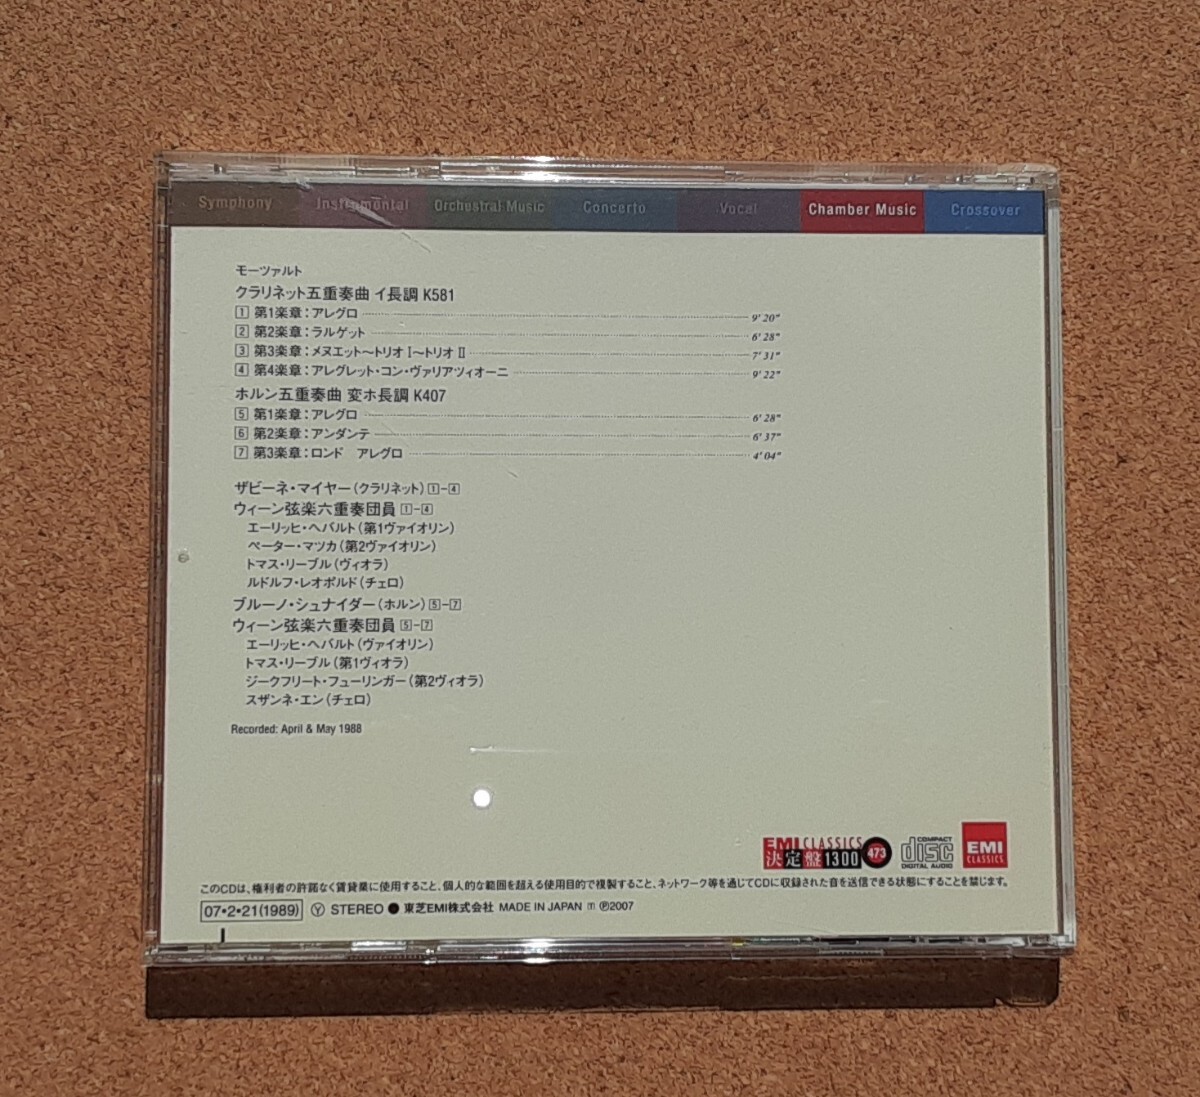 Symphony Instrumental Orchestral Music Concerto Vocal Chamber Music Crossover
モーツァルト
クラリネット五重奏曲 イ長調 K581
1 第1楽章：アレグロ 9'20"
2 第2楽章：ラルゲット 6'28"
3 第3楽章：メヌエット〜トリオ I〜トリオ II 7'31"
4 第4楽章：アレグレット・コン・ヴァリアツィオーニ 9'22"
ホルン五重奏曲 変ホ長調 K407
5 第1楽章：アレグロ 6'28"
6 第2楽章：アンダンテ 6'37"
7 第3楽章：ロンド アレグロ 4'04"
ザビーネ・マイヤー（クラリネット）1-4
ウィーン弦楽六重奏団員 1-4
エーリッヒ・ヘバルト（第1ヴァイオリン）
ペーター・マツカ（第2ヴァイオリン）
トマス・リーブル（ヴィオラ）
ルドルフ・レオポルド（チェロ）
ブルーノ・シュナイダー（ホルン）5-7
ウィーン弦楽六重奏団員 5-7
エーリッヒ・ヘバルト（ヴァイオリン）
トマス・リーブル（第1ヴィオラ）
ジークフリート・フューリンガー（第2ヴィオラ）
スザンネ・エン（チェロ）
Recorded: April & May 1988
EMI CLASSICS
決定盤 1300 473
COMPACT disc DIGITAL AUDIO
EMI CLASSICS
このCDは、権利者の許諾なく賃貸業に使用すること、個人的な範囲を超える使用目的で複製すること、ネットワーク等を通じてCDに収録された音を送信できる状態にすることを禁じます。
07・2・21(1989) Ⓨ STEREO ● 東芝EMI株式会社 MADE IN JAPAN Ⓣ ℗2007